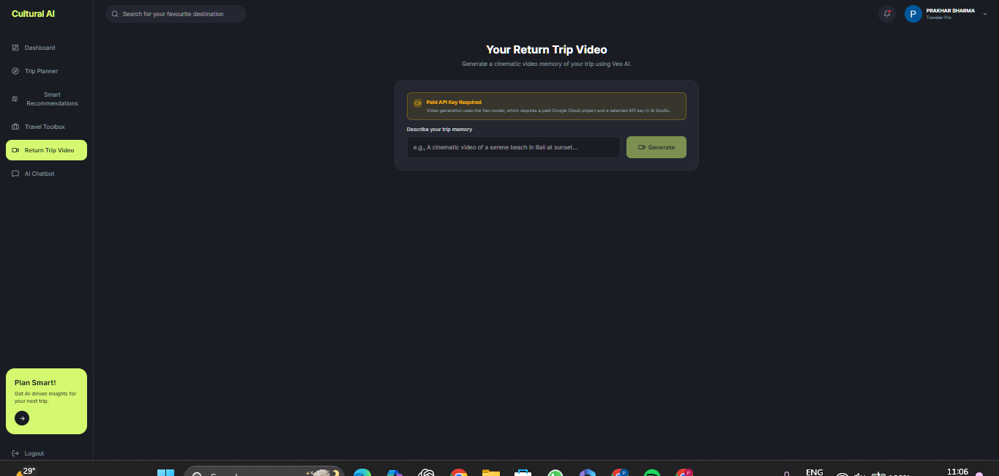 Cultural AI
Search for your favourite destination
P
PRAKHAR SHARMA
Traveler Pro
Dashboard
Trip Planner
Smart
Recommendations
Travel Toolbox
Return Trip Video
AI Chatbot
Your Return Trip Video
Generate a cinematic video memory of your trip using Veo AI.
Paid API Key Required
Video generation uses the Veo model, which requires a paid Google Cloud project and a selected API key in AI Studio.
Describe your trip memory
e.g., A cinematic video of a serene beach in Bali at sunset...
Generate
Plan Smart!
Get AI-driven insights for
your next trip.
Logout
29°
P
P
ENG
11:06